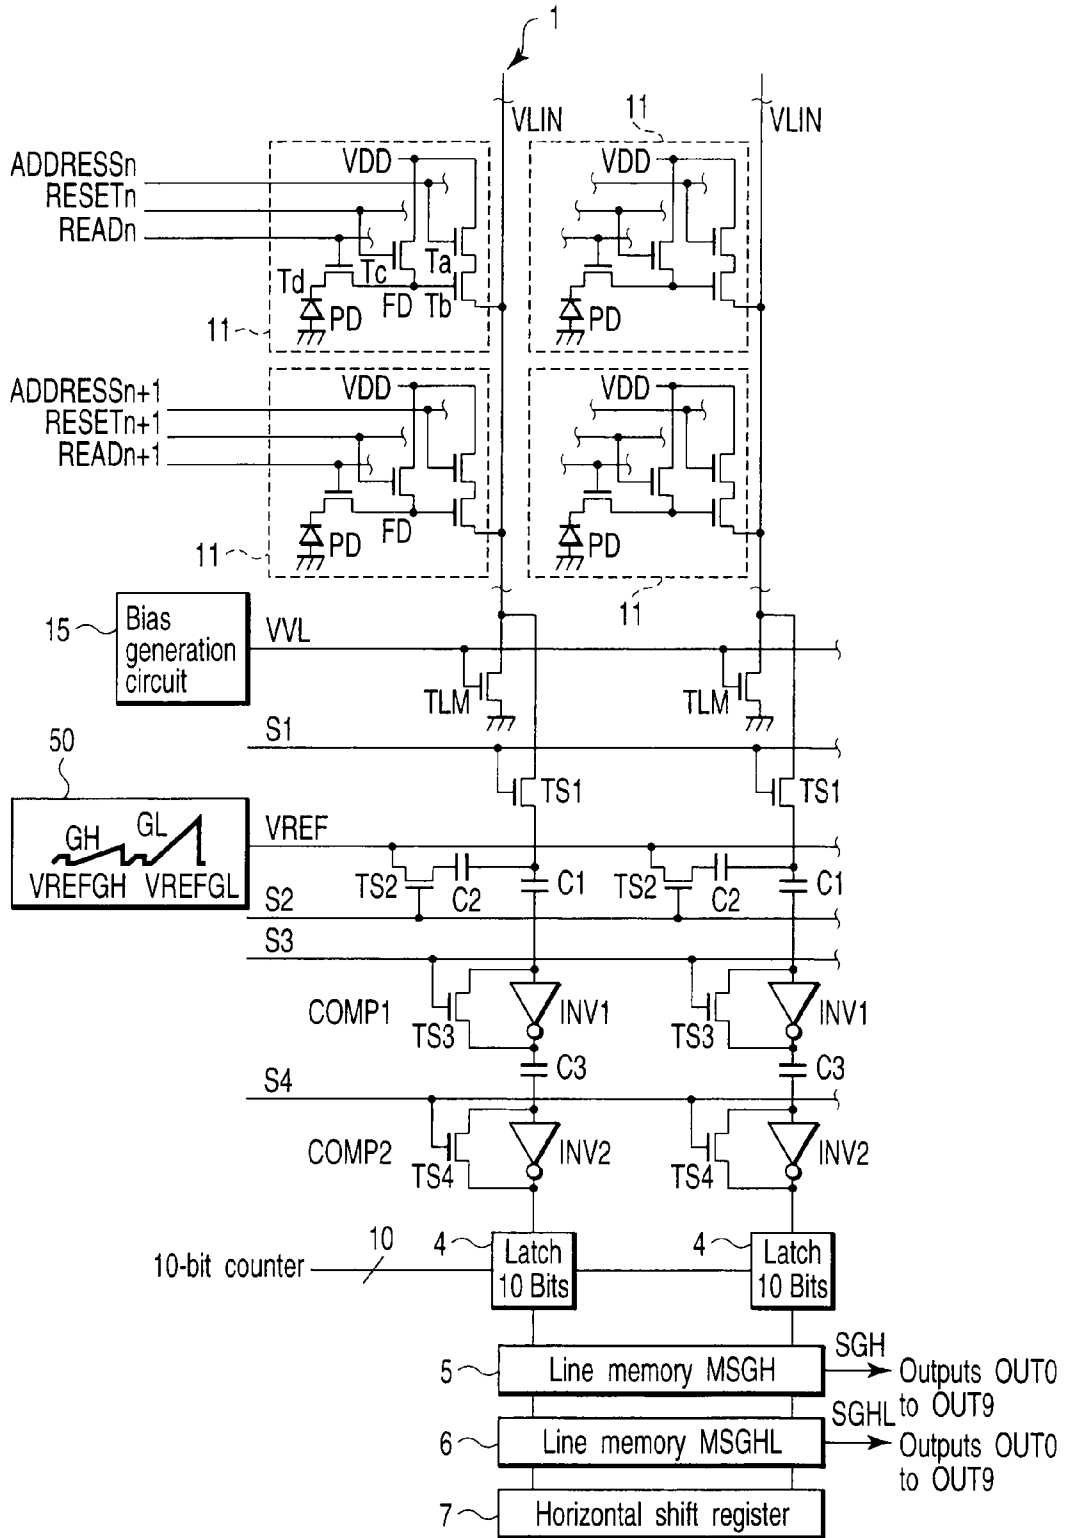 1
VLIN
VLIN
11
ADDRESSn
RESETn
READn
VDD
VDD
Td
Tc
Ta
FD
Tb
PD
PD
11
ADDRESSn+1
RESETn+1
READn+1
VDD
VDD
FD
PD
PD
11
11
15
Bias
generation
circuit
VVL
TLM
TLM
S1
50
TS1
TS1
GH
GL
VREFGH
VREFGL
VREF
TS2
C2
C1
TS2
C2
C1
S2
S3
COMP1
TS3
INV1
TS3
INV1
C3
C3
S4
COMP2
TS4
INV2
TS4
INV2
10-bit counter
10
4
Latch
10 Bits
4
Latch
10 Bits
5
Line memory MSGH
SGH
Outputs OUT0
to OUT9
6
Line memory MSGHL
SGHL
Outputs OUT0
to OUT9
7
Horizontal shift register